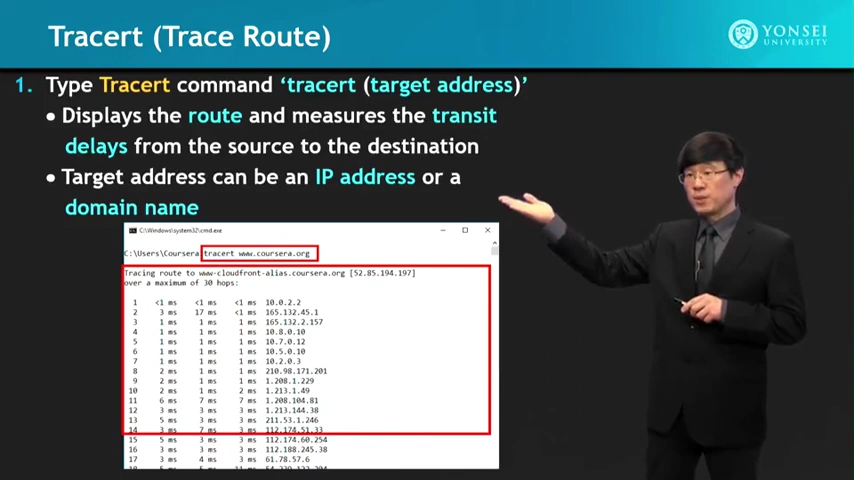 Tracert (Trace Route)
YONSEI
UNIVERSITY
1. Type Tracert command ‘tracert (target address)’
• Displays the route and measures the transit
delays from the source to the destination
• Target address can be an IP address or a
domain name
C:\Windows\system32\cmd.exe
C:\Users\Coursera tracert www.coursera.org
Tracing route to www-cloudfront-alias.coursera.org [52.85.194.197]
over a maximum of 30 hops:
1 <1 ms <1 ms <1 ms 10.0.2.2
2 3 ms 17 ms <1 ms 165.132.45.1
3 1 ms 1 ms 1 ms 165.132.2.157
4 1 ms 1 ms 1 ms 10.8.0.10
5 1 ms 1 ms 1 ms 10.7.0.12
6 1 ms 1 ms 1 ms 10.5.0.10
7 1 ms 1 ms 1 ms 10.2.0.3
8 2 ms 1 ms 1 ms 210.98.171.201
9 2 ms 1 ms 1 ms 1.208.1.229
10 2 ms 1 ms 2 ms 1.213.1.49
11 6 ms 7 ms 7 ms 1.208.104.81
12 3 ms 3 ms 3 ms 1.213.144.38
13 5 ms 3 ms 3 ms 211.53.1.246
14 3 ms 7 ms 3 ms 112.174.51.33
15 5 ms 3 ms 3 ms 112.174.60.254
16 3 ms 3 ms 3 ms 112.188.245.38
17 3 ms 4 ms 3 ms 61.78.57.6